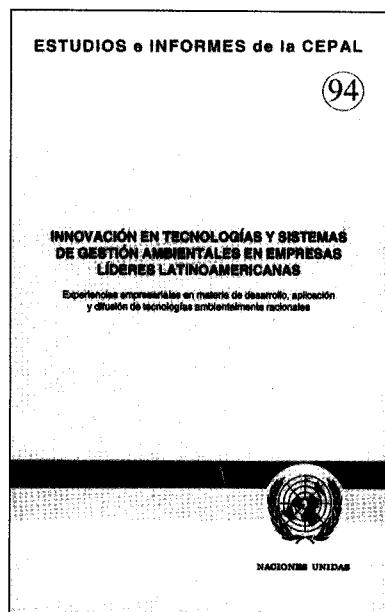 ESTUDIOS e INFORMES de la CEPAL
94
INNOVACIÓN EN TECNOLOGÍAS Y SISTEMAS
DE GESTIÓN AMBIENTALES EN EMPRESAS
LÍDERES LATINOAMERICANAS
Experiencias empresariales en materia de desarrollo, aplicación
y difusión de tecnologías ambientalmente racionales
NACIONES UNIDAS